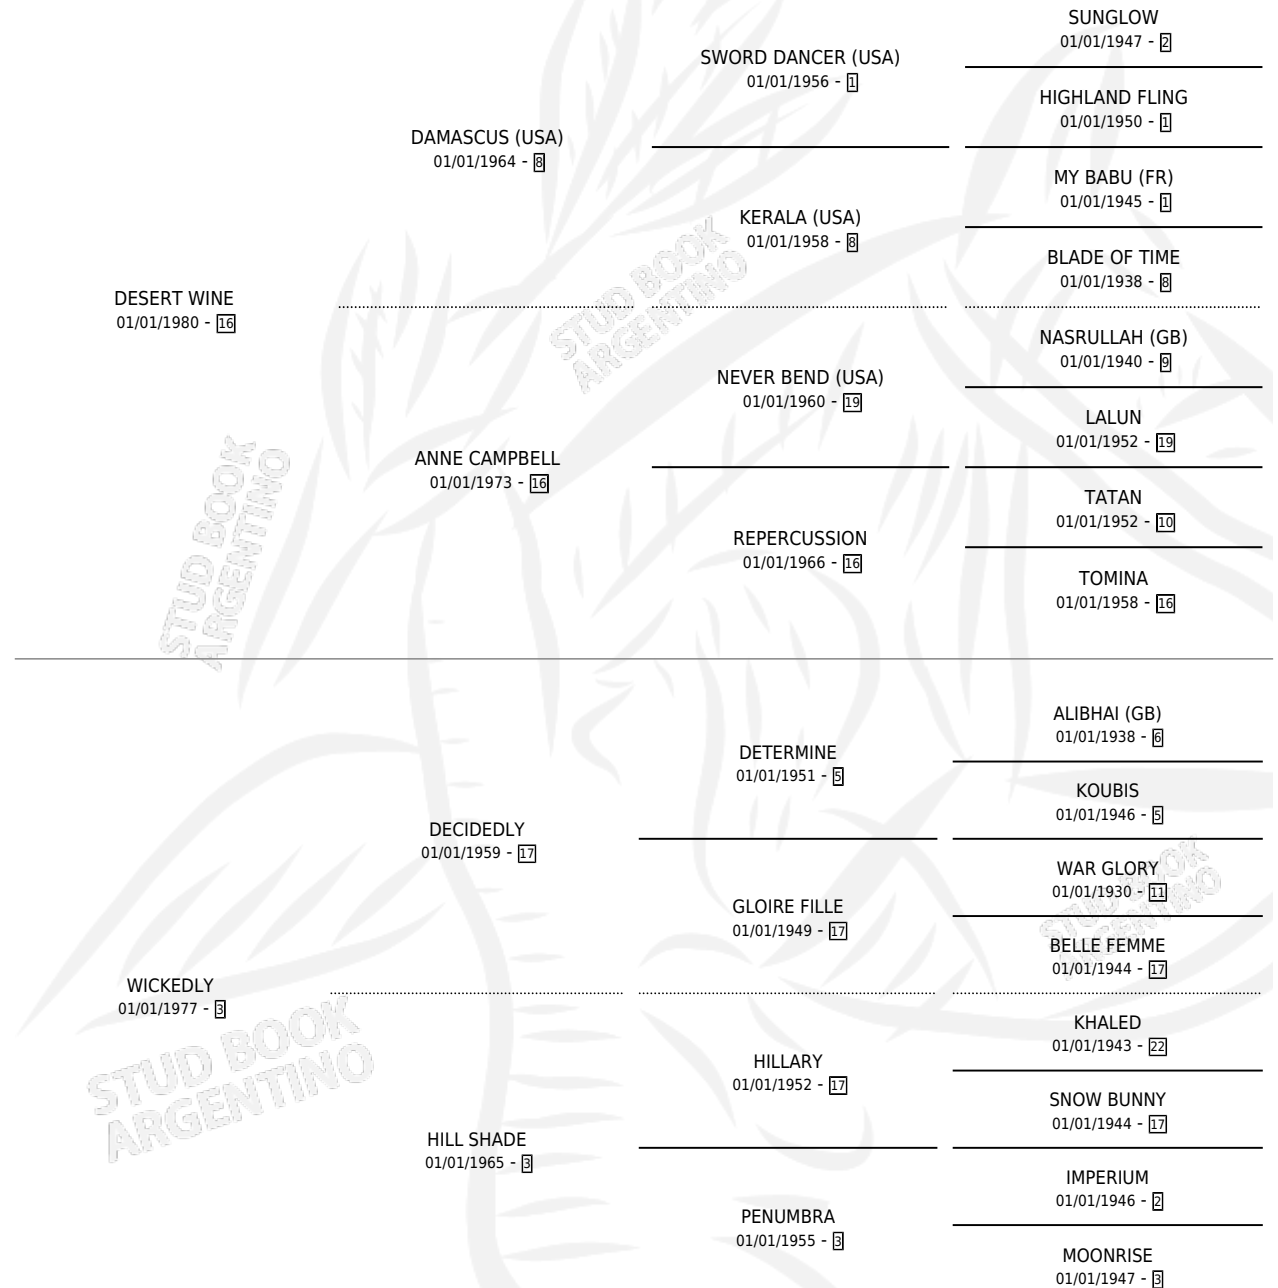 SUNGLOW
01/01/1947 - 2
SWORD DANCER (USA)
01/01/1956 - 1
HIGHLAND FLING
01/01/1950 - 1
DAMASCUS (USA)
01/01/1964 - 8
MY BABU (FR)
01/01/1945 - 1
KERALA (USA)
01/01/1958 - 8
BLADE OF TIME
01/01/1938 - 8
DESERT WINE
01/01/1980 - 16
NASRULLAH (GB)
01/01/1940 - 9
NEVER BEND (USA)
01/01/1960 - 19
LALUN
01/01/1952 - 19
ANNE CAMPBELL
01/01/1973 - 16
TATAN
01/01/1952 - 10
REPERCUSSION
01/01/1966 - 16
TOMINA
01/01/1958 - 16
ALIBHAI (GB)
01/01/1938 - 6
DETERMINE
01/01/1951 - 5
KOUBIS
01/01/1946 - 5
DECIDEDLY
01/01/1959 - 17
WAR GLORY
01/01/1930 - 11
GLOIRE FILLE
01/01/1949 - 17
BELLE FEMME
01/01/1944 - 17
WICKEDLY
01/01/1977 - 3
KHALED
01/01/1943 - 22
HILLARY
01/01/1952 - 17
SNOW BUNNY
01/01/1944 - 17
HILL SHADE
01/01/1965 - 3
IMPERIUM
01/01/1946 - 2
PENUMBRA
01/01/1955 - 3
MOONRISE
01/01/1947 - 3
STUD BOOK
ARGENTINO
STUD BOOK
ARGENTINO
STUD BOOK
ARGENTINO
STUD BOOK
ARGENTINO